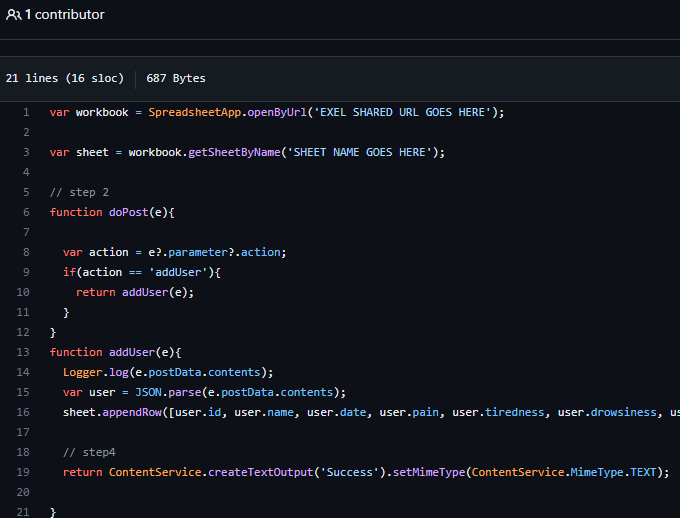 1 contributor
21 lines (16 sloc) 687 Bytes
1 var workbook = SpreadsheetApp.openByUrl('EXEL SHARED URL GOES HERE');
2
3 var sheet = workbook.getSheetByName('SHEET NAME GOES HERE');
4
5 // step 2
6 function doPost(e){
7
8 var action = e?.parameter?.action;
9 if(action == 'addUser'){
10 return addUser(e);
11 }
12 }
13 function addUser(e){
14 Logger.log(e.postData.contents);
15 var user = JSON.parse(e.postData.contents);
16 sheet.appendRow([user.id, user.name, user.date, user.pain, user.tiredness, user.drowsiness,
17
18 // step4
19 return ContentService.createTextOutput('Success').setMimeType(ContentService.MimeType.TEXT);
20
21 }